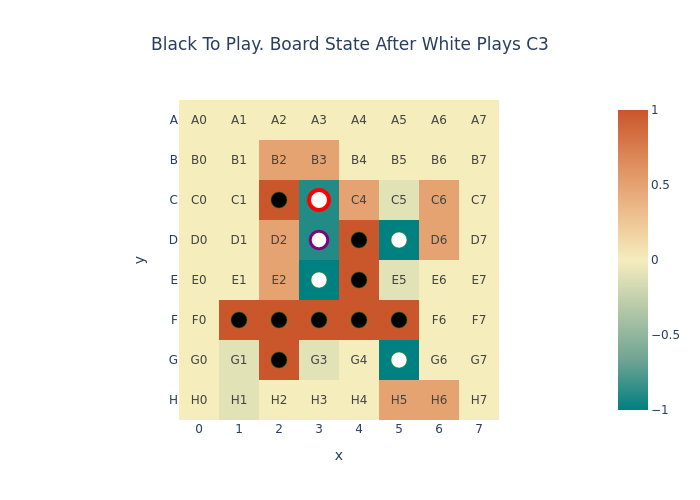 Black To Play. Board State After White Plays C3
A A0 A1 A2 A3 A4 A5 A6 A7
B B0 B1 B2 B3 B4 B5 B6 B7
C C0 C1 C4 C5 C6 C7
D D0 D1 D2 D6 D7
E E0 E1 E2 E5 E6 E7
F F0 F6 F7
G G0 G1 G3 G4 G6 G7
H H0 H1 H2 H3 H4 H5 H6 H7
0 1 2 3 4 5 6 7
x
y
1
0.5
0
−0.5
−1